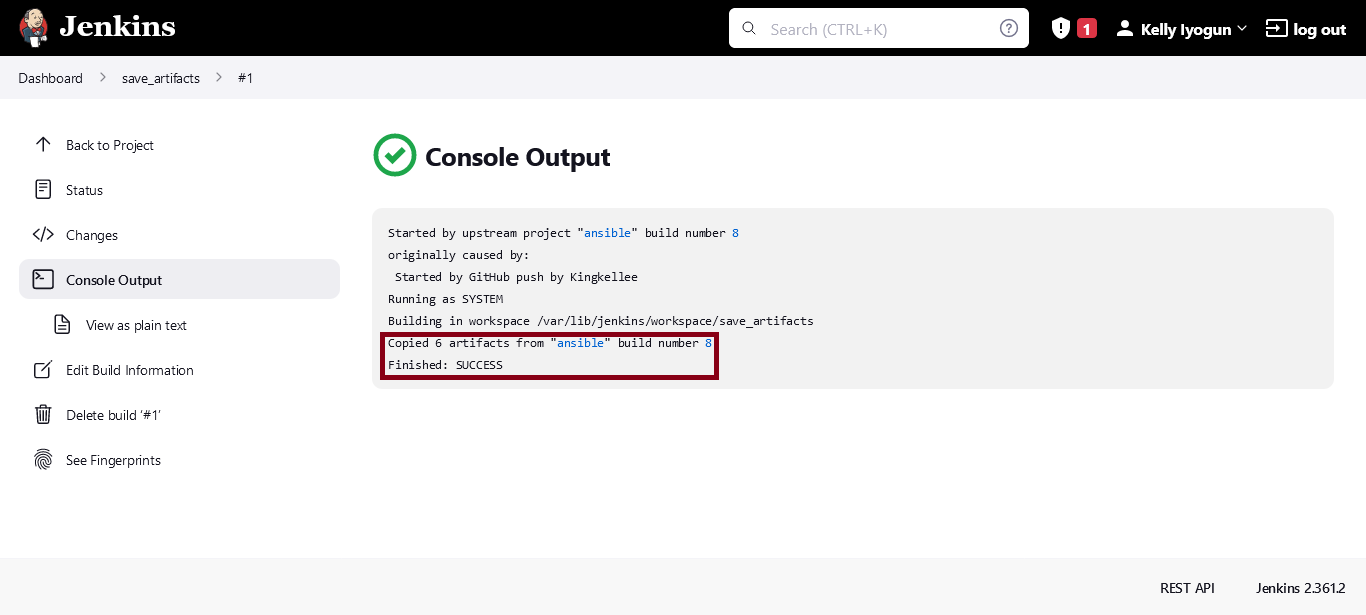 Jenkins
Search (CTRL+K)
1
Kelly Iyogun
log out
Dashboard
save_artifacts
#1
Back to Project
Status
Changes
Console Output
View as plain text
Edit Build Information
Delete build ‘#1’
See Fingerprints
Console Output
Started by upstream project "ansible" build number 8
originally caused by:
Started by GitHub push by Kingkellee
Running as SYSTEM
Building in workspace /var/lib/jenkins/workspace/save_artifacts
Copied 6 artifacts from "ansible" build number 8
Finished: SUCCESS
REST API
Jenkins 2.361.2